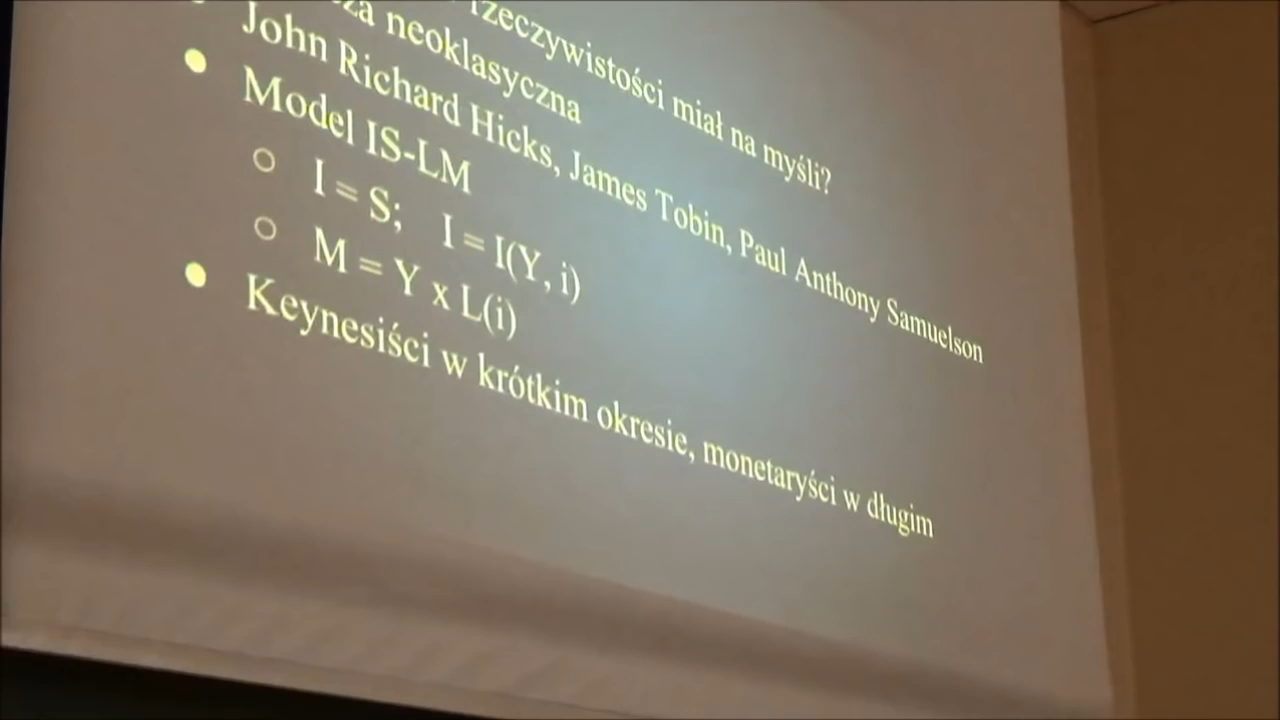 rzeczywistości miał na myśli?
neoklasyczna
John Richard Hicks, James Tobin, Paul Anthony Samuelson
Model IS-LM
I = S; I = I(Y, i)
M = Y x L(i)
Keynesiści w krótkim okresie, monetaryści w długim